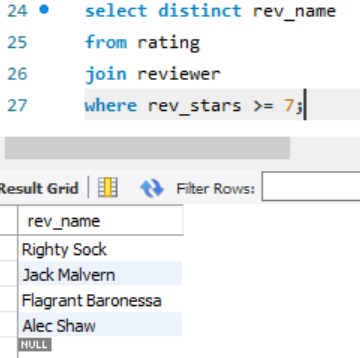 24 select distinct rev_name
25 from rating
26 join reviewer
27 where rev_stars >= 7;
Result Grid Filter Rows:
rev_name
Righty Sock
Jack Malvern
Flagrant Baronessa
Alec Shaw
NULL